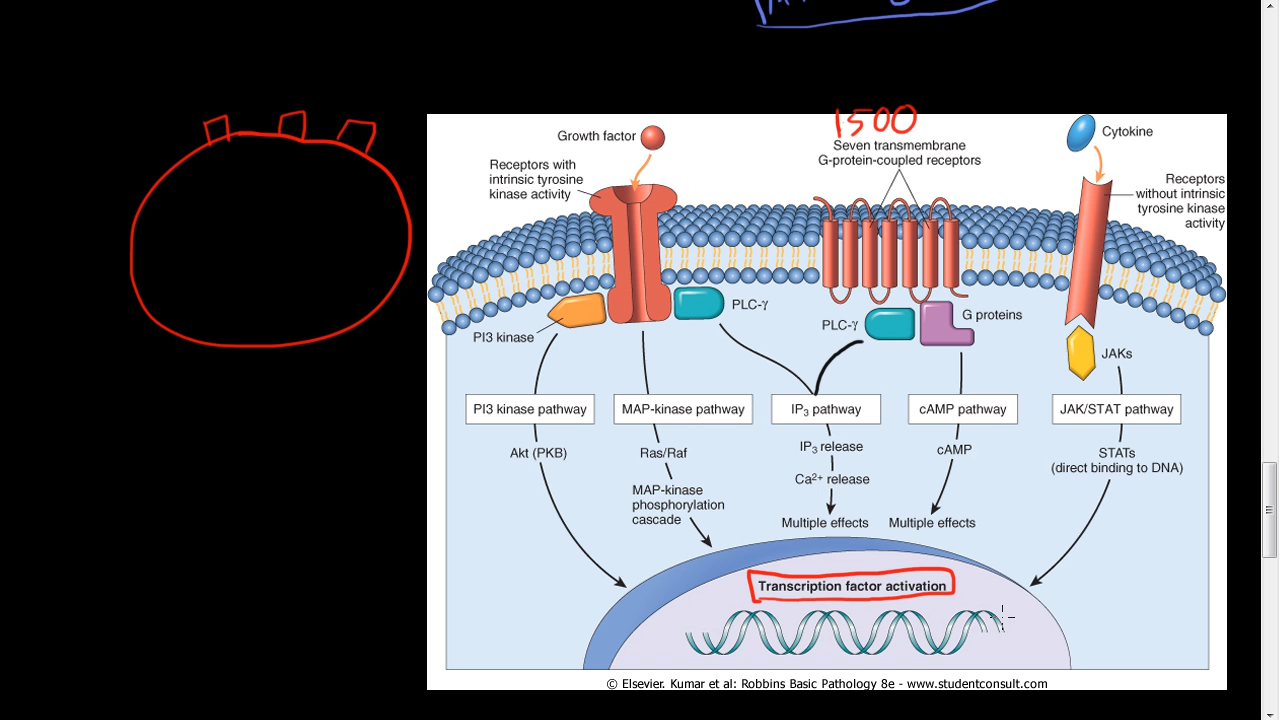 1500
Growth factor
Receptors with
intrinsic tyrosine
kinase activity
Seven transmembrane
G-protein-coupled receptors
Cytokine
Receptors
without intrinsic
tyrosine kinase
activity
PLC-γ
PI3 kinase
PLC-γ
G proteins
JAKs
PI3 kinase pathway
MAP-kinase pathway
IP₃ pathway
cAMP pathway
JAK/STAT pathway
Akt (PKB)
Ras/Raf
MAP-kinase
phosphorylation
cascade
IP₃ release
Ca²⁺ release
Multiple effects
cAMP
Multiple effects
STATs
(direct binding to DNA)
Transcription factor activation
© Elsevier. Kumar et al: Robbins Basic Pathology 8e - www.studentconsult.com